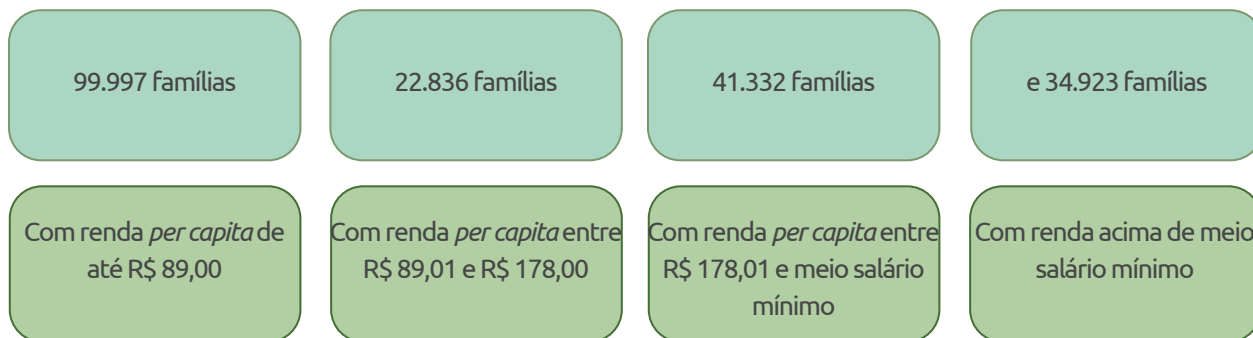 99.997 famílias
22.836 famílias
41.332 famílias
e 34.923 famílias
Com renda per capita de
até R$ 89,00
Com renda per capita entre
R$ 89,01 e R$ 178,00
Com renda per capita entre
R$ 178,01 e meio salário
mínimo
Com renda acima de meio
salário mínimo